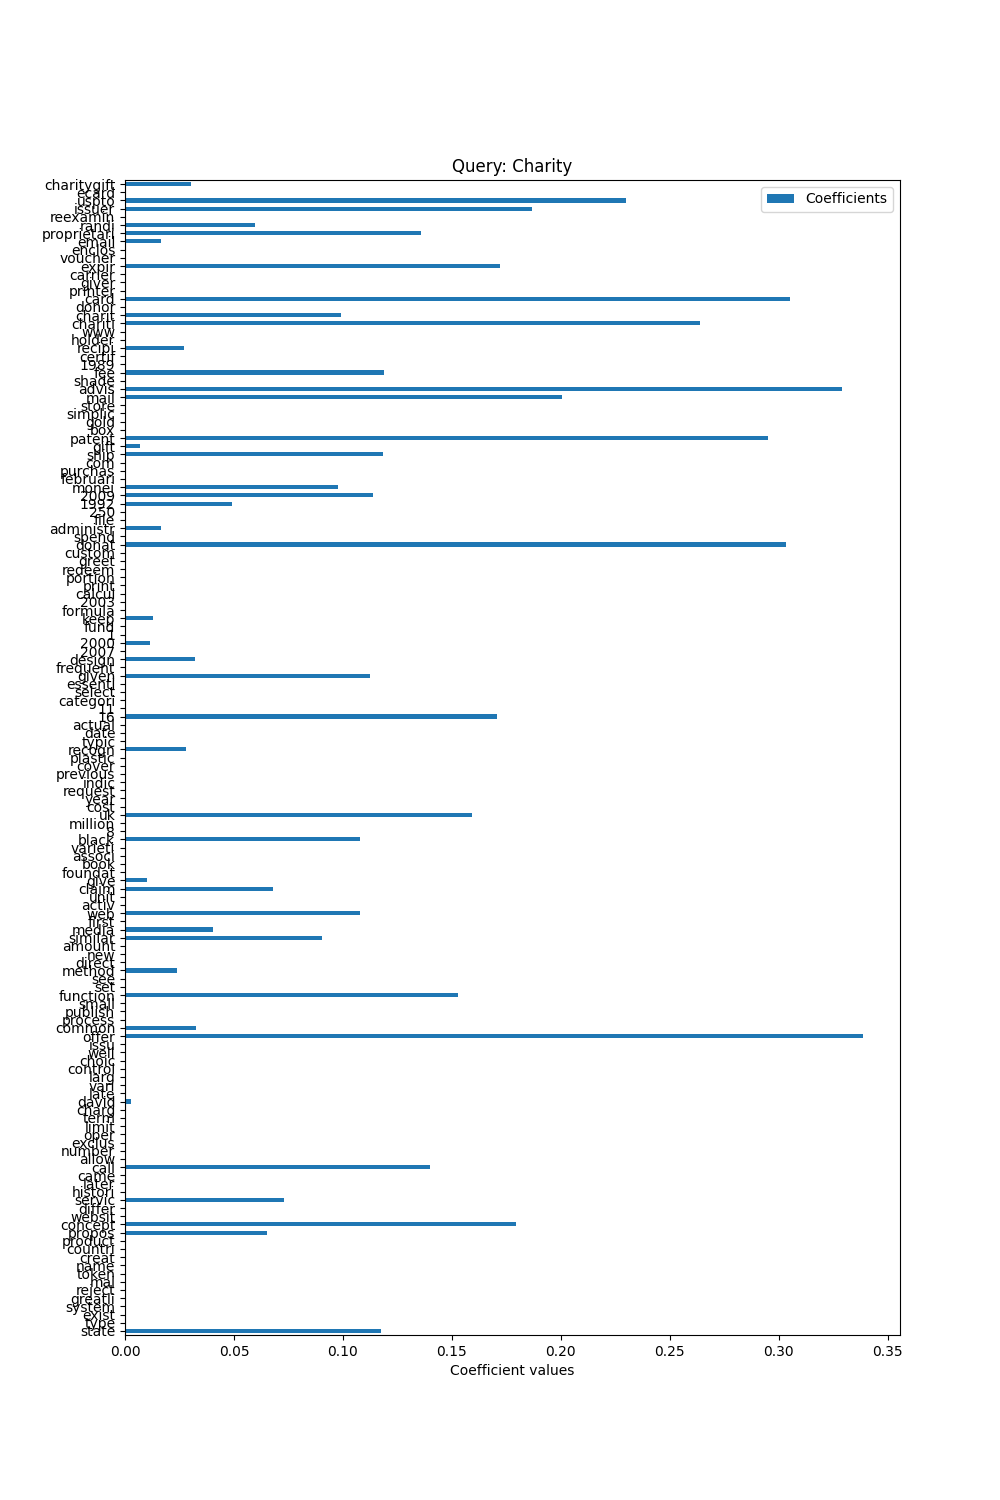 Query: Charity
charitygift
ecard
uspto
issuer
reexamin
randi
proprietari
email
enclos
voucher
expir
carrier
giver
printer
card
donor
charit
chariti
www
holder
recipi
certif
1989
fee
shade
advis
mail
store
simplic
gold
box
patent
gift
ship
com
purchas
februari
monei
2009
1992
250
file
administr
spend
donat
custom
greet
redeem
portion
print
calcul
2003
formula
keep
fund
1
2000
2007
design
frequent
given
essenti
select
categori
11
16
actual
date
typic
recogn
plastic
cover
previous
indic
request
year
cost
uk
million
8
black
varieti
associ
book
foundat
give
claim
unit
activ
web
first
media
similar
amount
new
direct
method
see
set
function
small
publish
process
common
offer
issu
well
choic
control
larg
vari
late
david
charg
term
limit
oper
exclus
number
allow
call
came
later
histori
servic
differ
websit
concept
propos
product
countri
creat
name
token
mai
reject
greatli
system
exist
type
state
Coefficients
0.00 0.05 0.10 0.15 0.20 0.25 0.30 0.35
Coefficient values